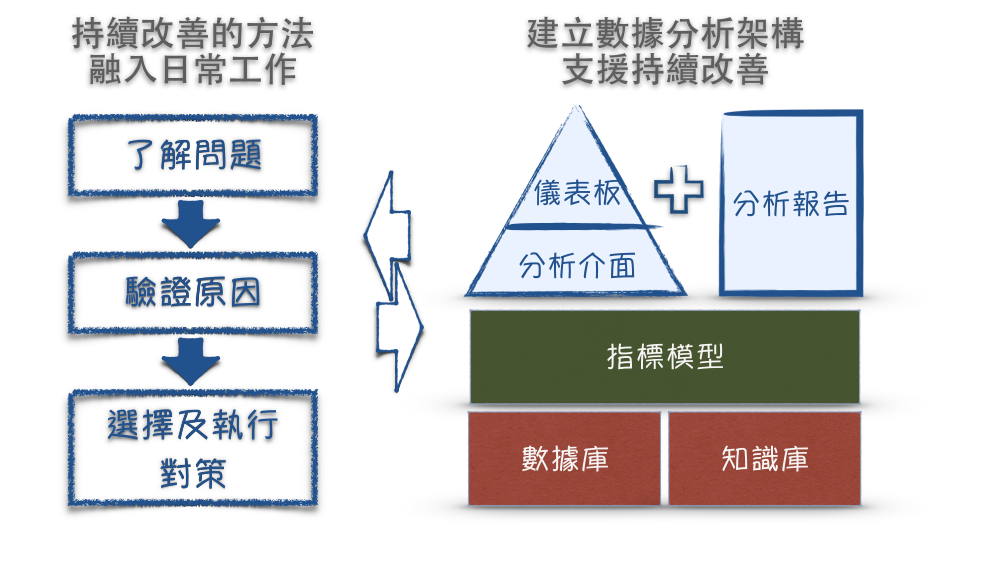 持續改善的方法
融入日常工作
了解問題
驗證原因
選擇及執行
對策
建立數據分析架構
支援持續改善
儀表板
分析介面
分析報告
指標模型
數據庫
知識庫